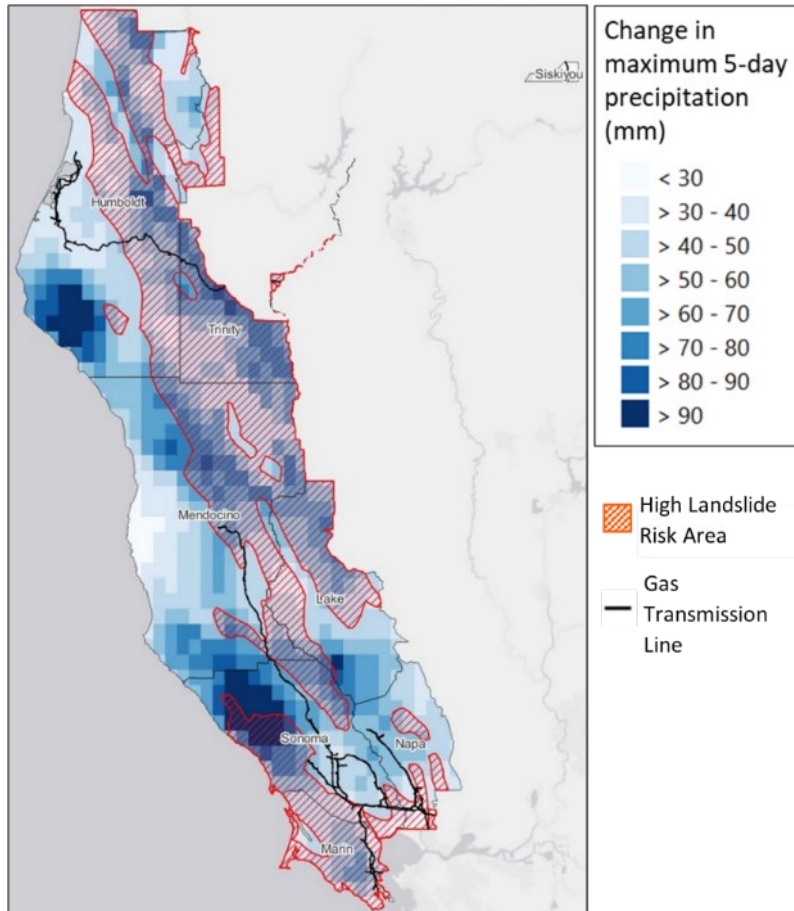 Siskiyou
Humboldt
Trinity
Mendocino
Lake
Sonoma
Napa
Marin
Change in
maximum 5-day
precipitation
(mm)
< 30
> 30 - 40
> 40 - 50
> 50 - 60
> 60 - 70
> 70 - 80
> 80 - 90
> 90
High Landslide
Risk Area
Gas
Transmission
Line